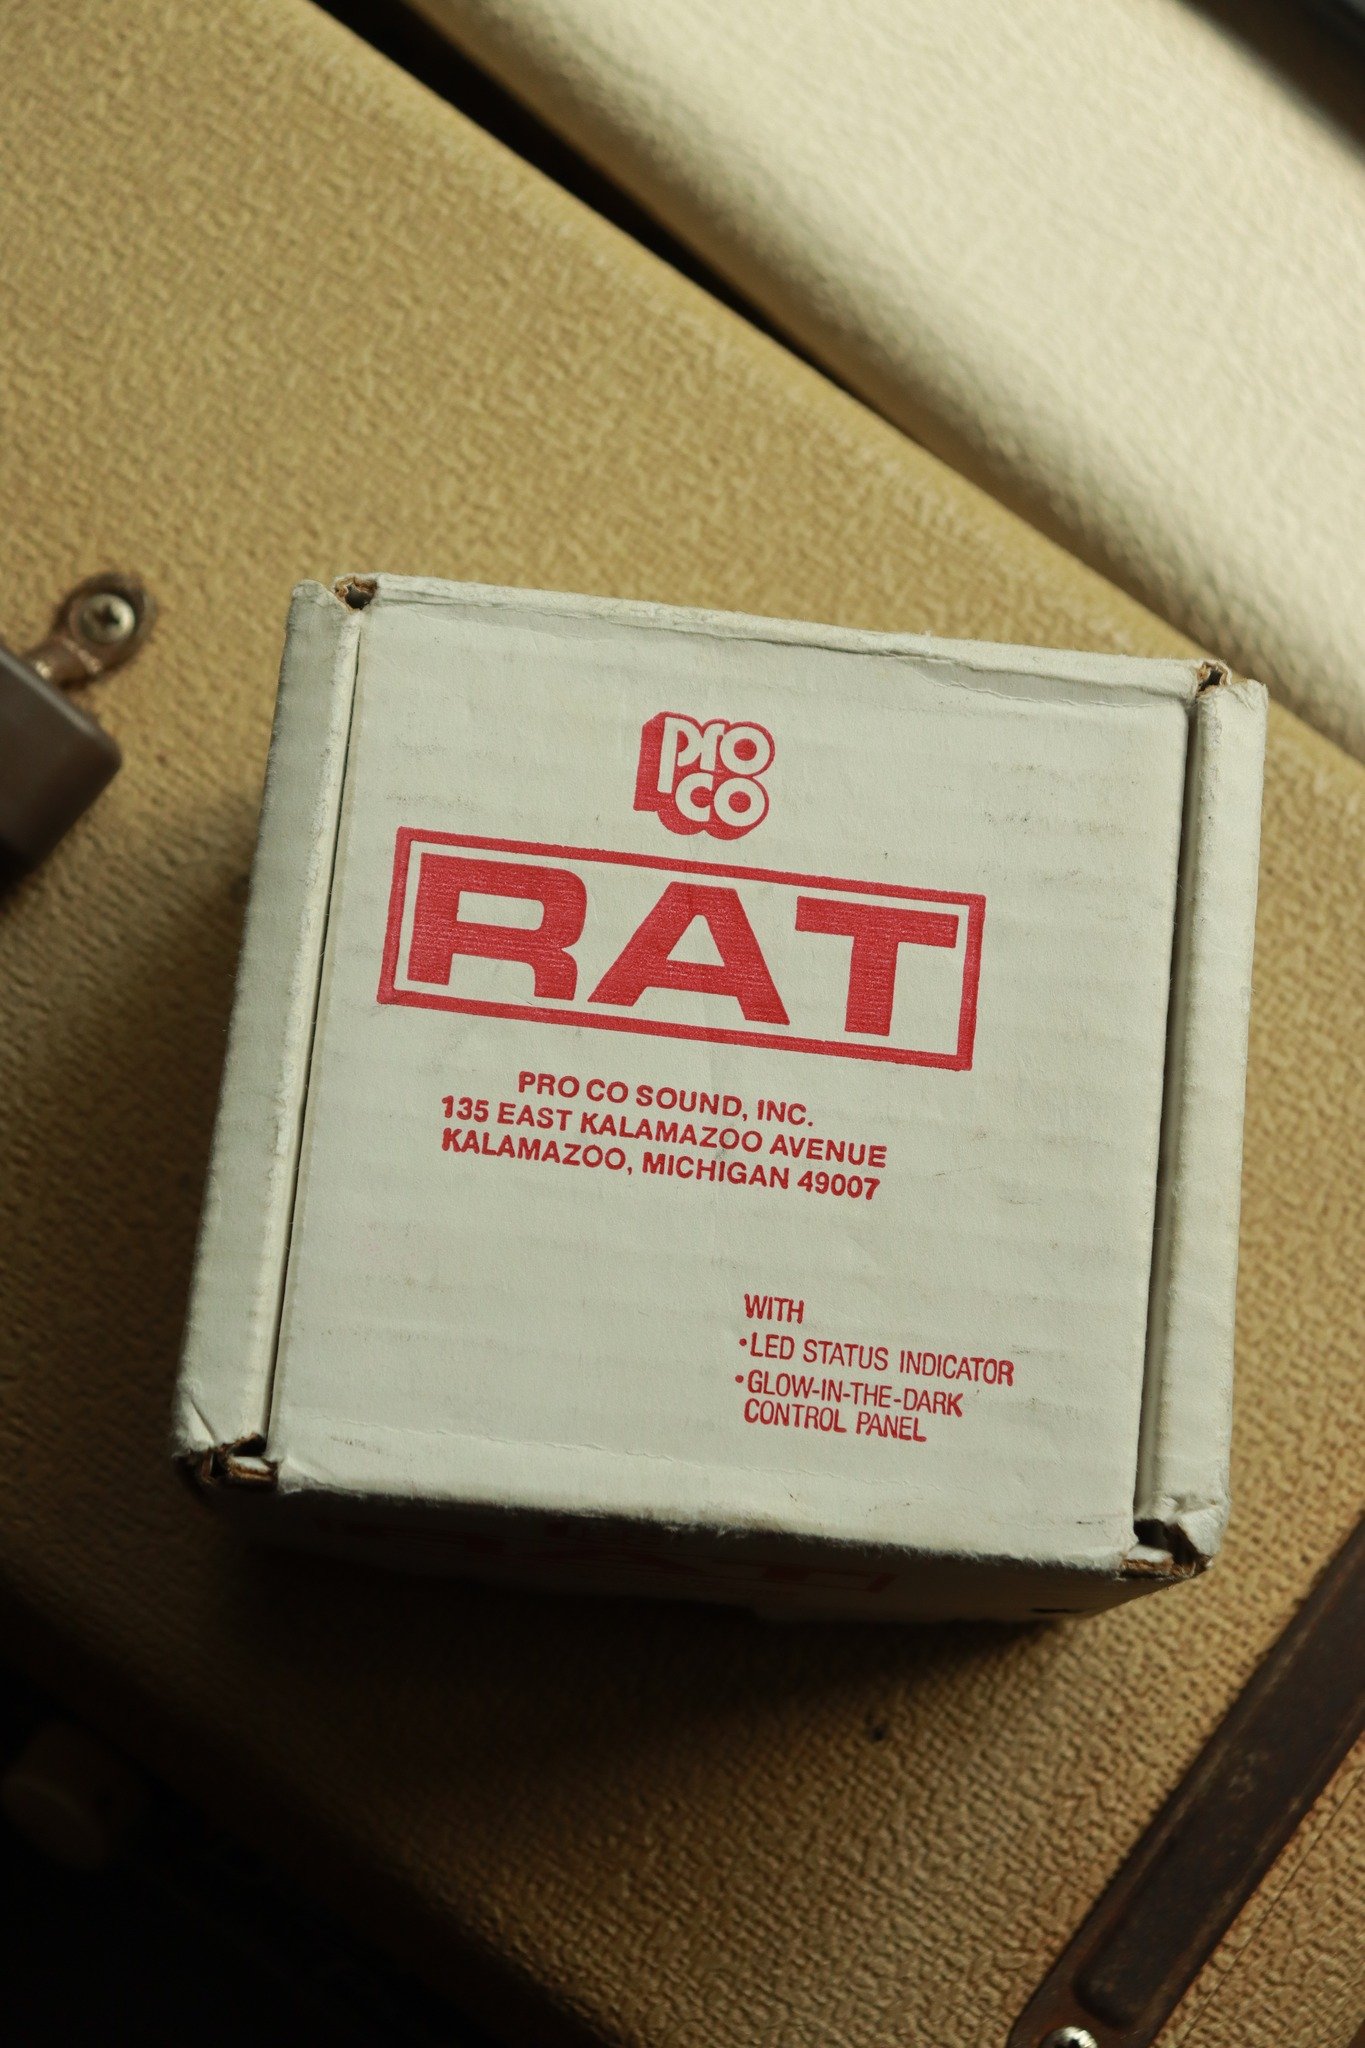 pro
co
RAT
PRO CO SOUND, INC.
135 EAST KALAMAZOO AVENUE
KALAMAZOO, MICHIGAN 49007
WITH
•LED STATUS INDICATOR
•GLOW-IN-THE-DARK
CONTROL PANEL